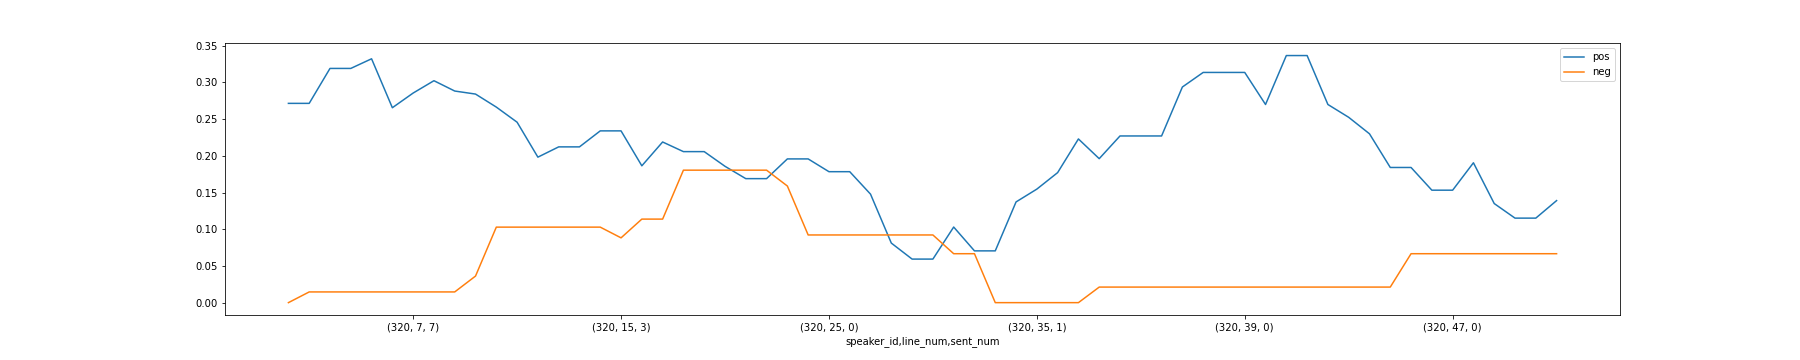 0.35
0.30
0.25
0.20
0.15
0.10
0.05
0.00
pos
neg
(320, 7, 7) (320, 15, 3) (320, 25, 0) (320, 35, 1) (320, 39, 0) (320, 47, 0)
speaker_id,line_num,sent_num